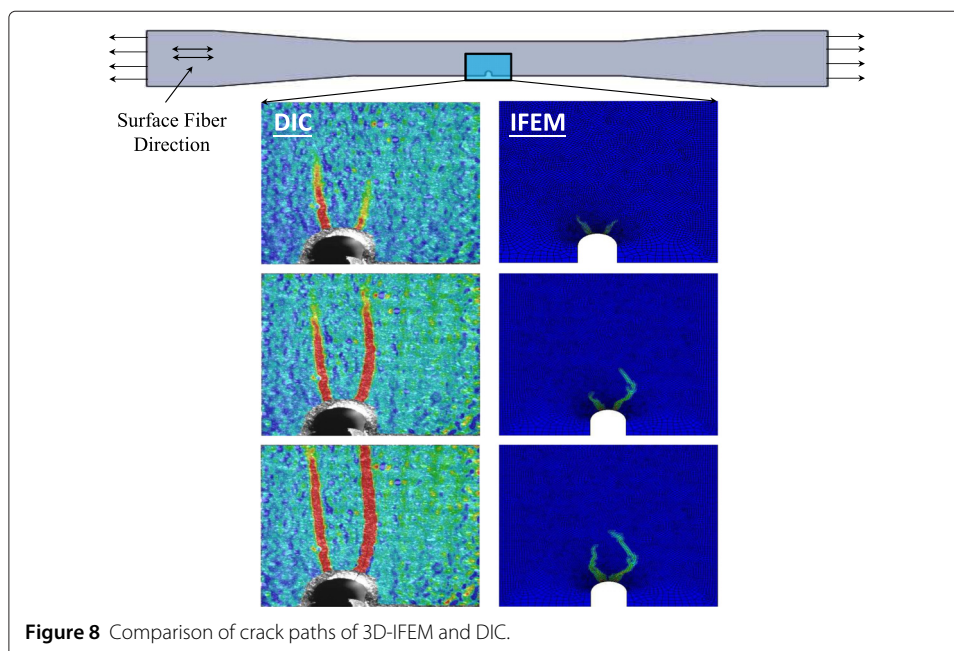 Surface Fiber
Direction
DIC
IFEM
Figure 8 Comparison of crack paths of 3D-IFEM and DIC.